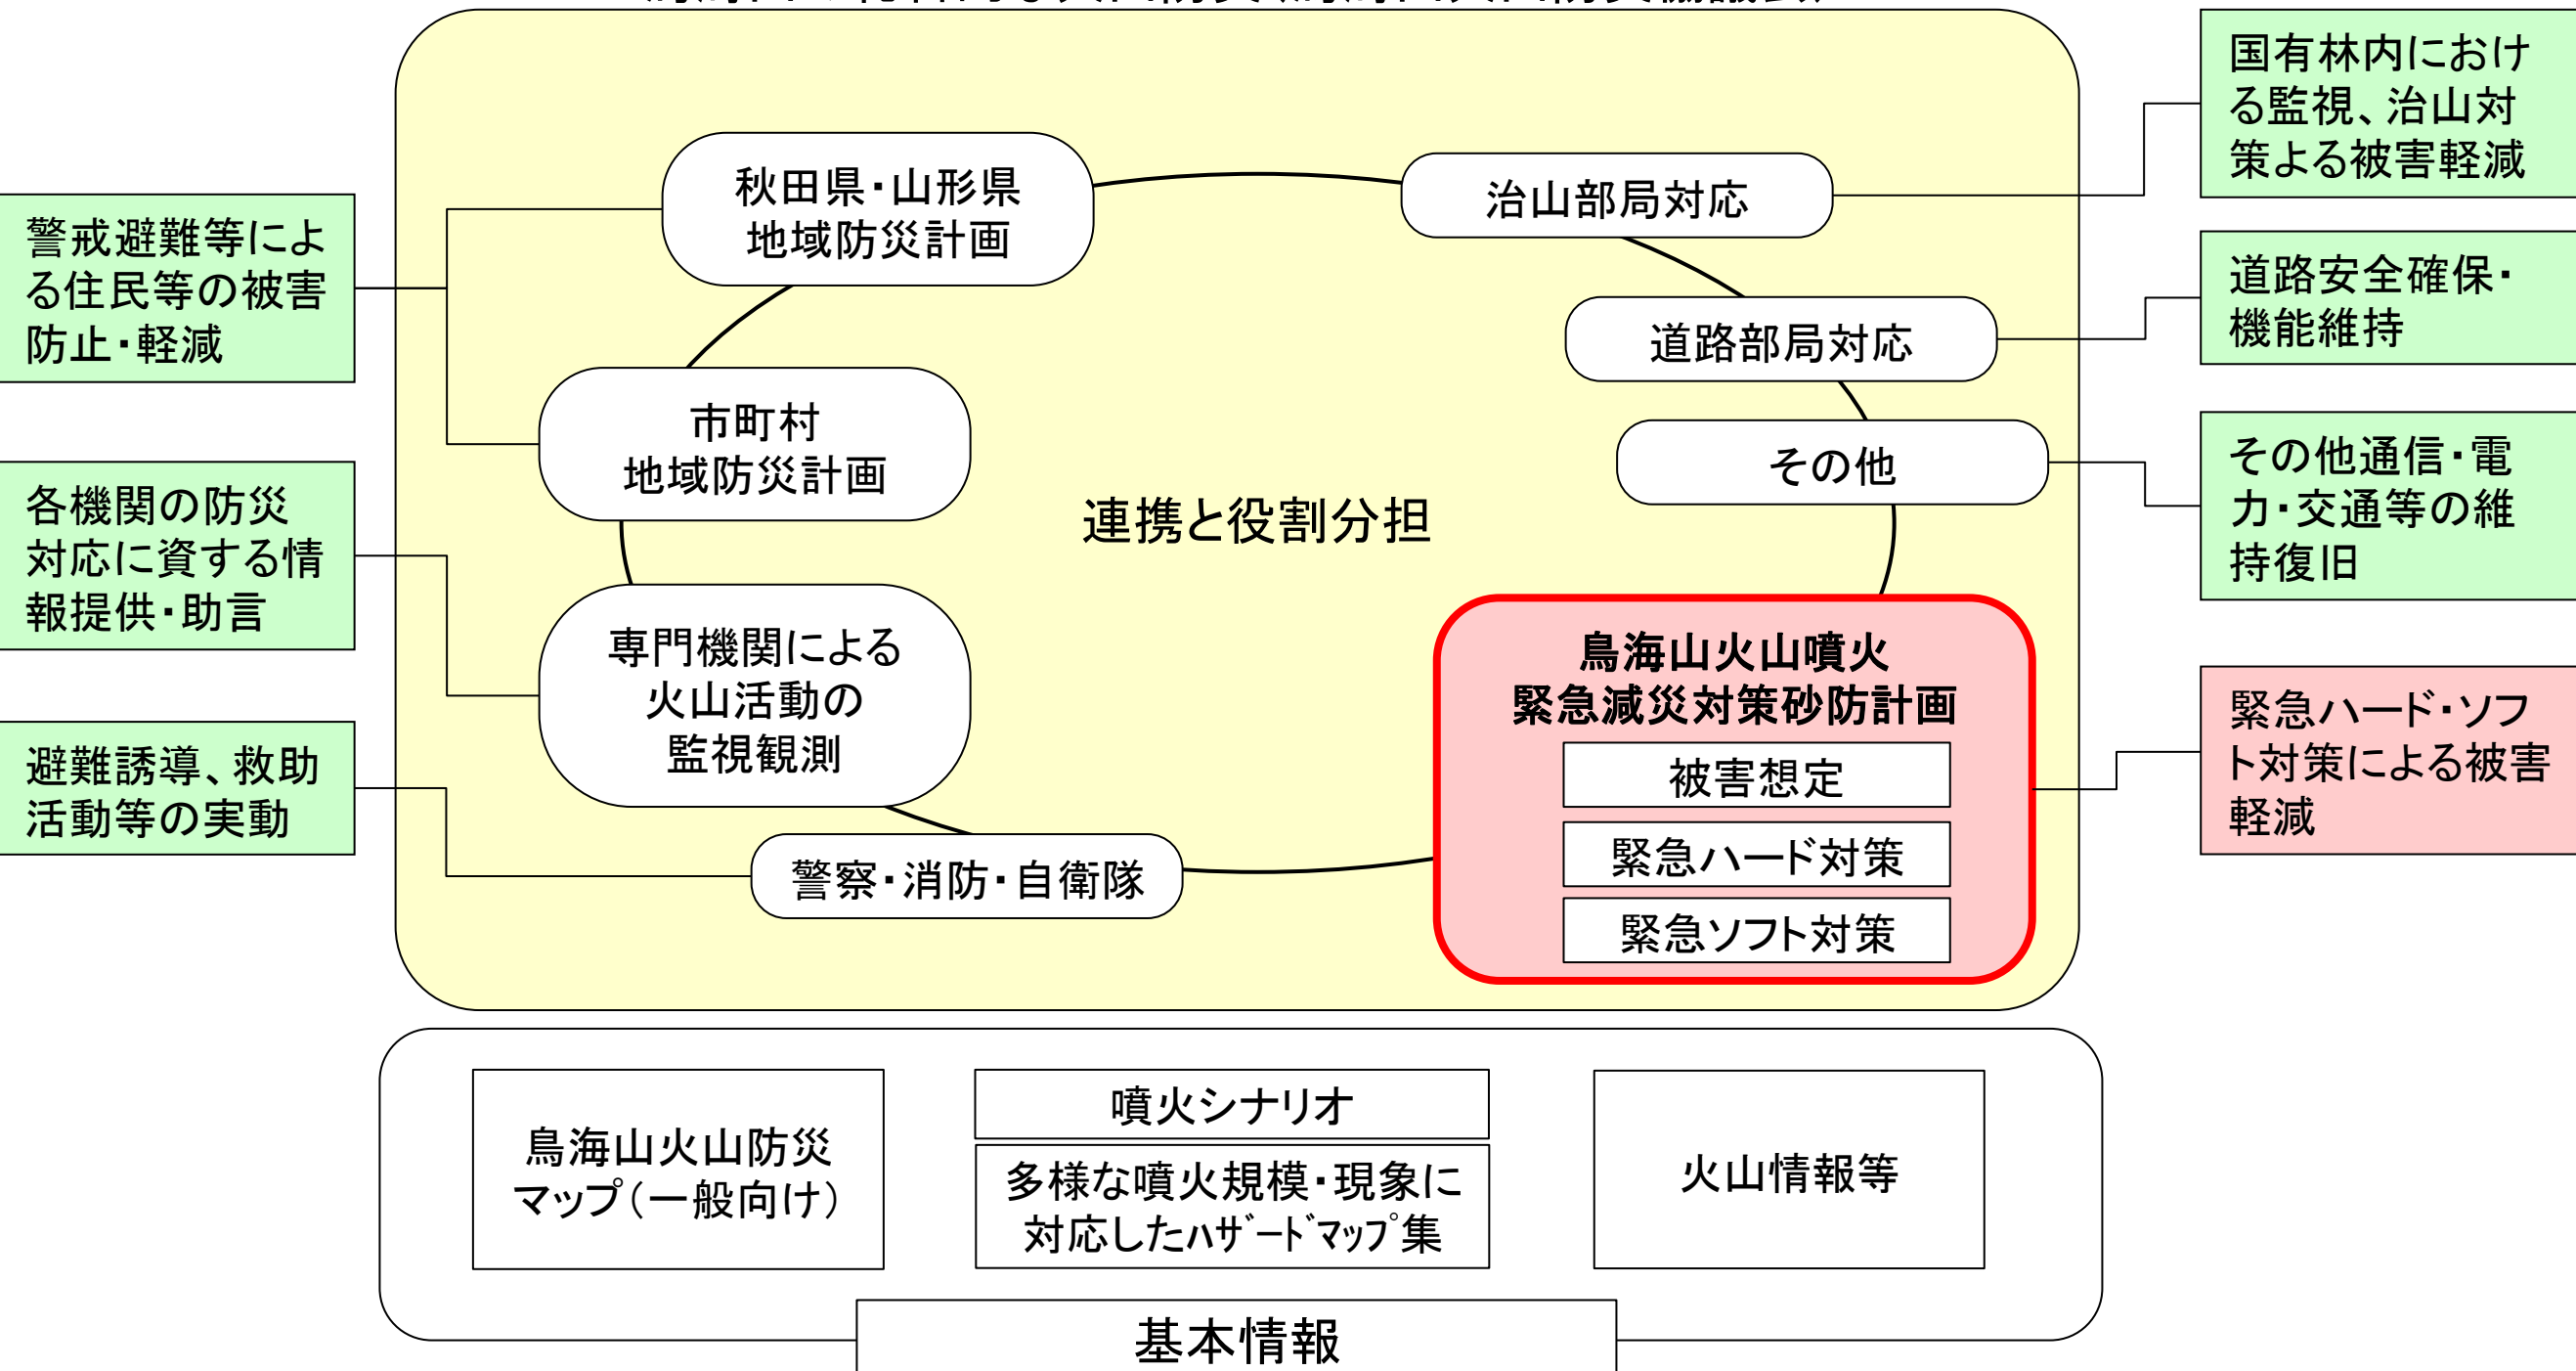 国有林内におけ
る監視、治山対
策よる被害軽減
秋田県・山形県
地域防災計画
治山部局対応
警戒避難等によ
る住民等の被害
防止・軽減
道路安全確保・
機能維持
道路部局対応
市町村
地域防災計画
その他
その他通信・電
力・交通等の維
持復旧
連携と役割分担
各機関の防災
対応に資する情
報提供・助言
専門機関による
火山活動の
監視観測
鳥海山火山噴火
緊急減災対策砂防計画
被害想定
緊急ハード対策
緊急ソフト対策
緊急ハード・ソフ
ト対策による被害
軽減
避難誘導、救助
活動等の実動
警察・消防・自衛隊
鳥海山火山防災
マップ（一般向け）
噴火シナリオ
多様な噴火規模・現象に
対応したﾊｻﾞｰﾄﾞﾏｯﾌﾟ集
火山情報等
基本情報